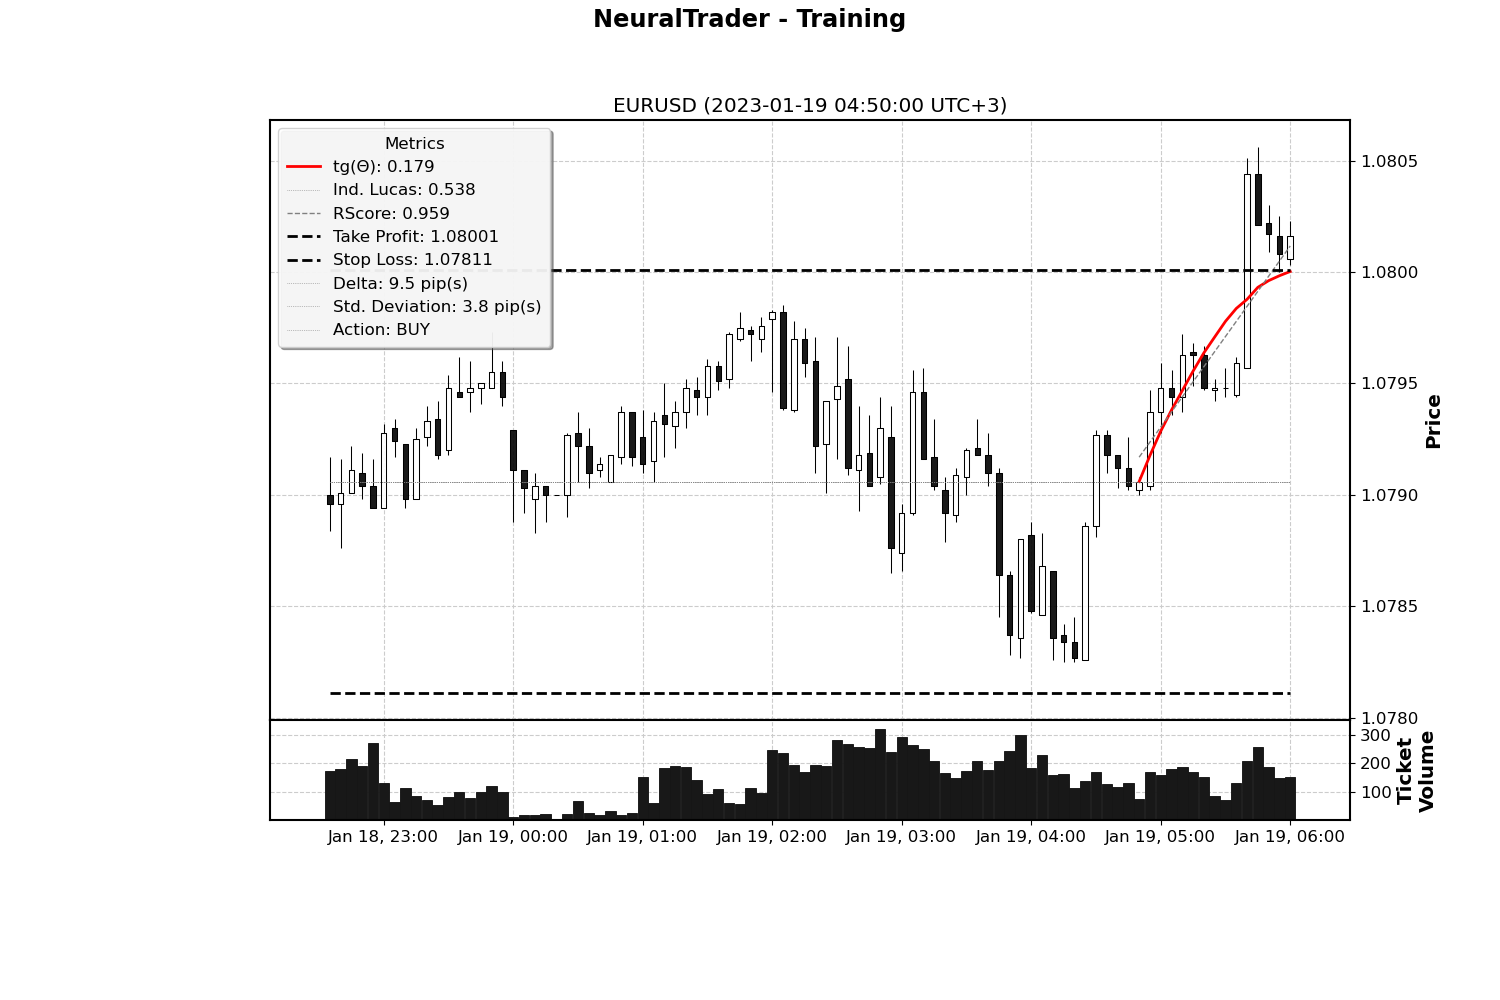 NeuralTrader - Training
EURUSD (2023-01-19 04:50:00 UTC+3)
Metrics
tg(Θ): 0.179
Ind. Lucas: 0.538
RScore: 0.959
Take Profit: 1.08001
Stop Loss: 1.07811
Delta: 9.5 pip(s)
Std. Deviation: 3.8 pip(s)
Action: BUY
1.0805
1.0800
1.0795
1.0790
1.0785
1.0780
Price
300
200
100
Ticket
Volume
Jan 18, 23:00
Jan 19, 00:00
Jan 19, 01:00
Jan 19, 02:00
Jan 19, 03:00
Jan 19, 04:00
Jan 19, 05:00
Jan 19, 06:00